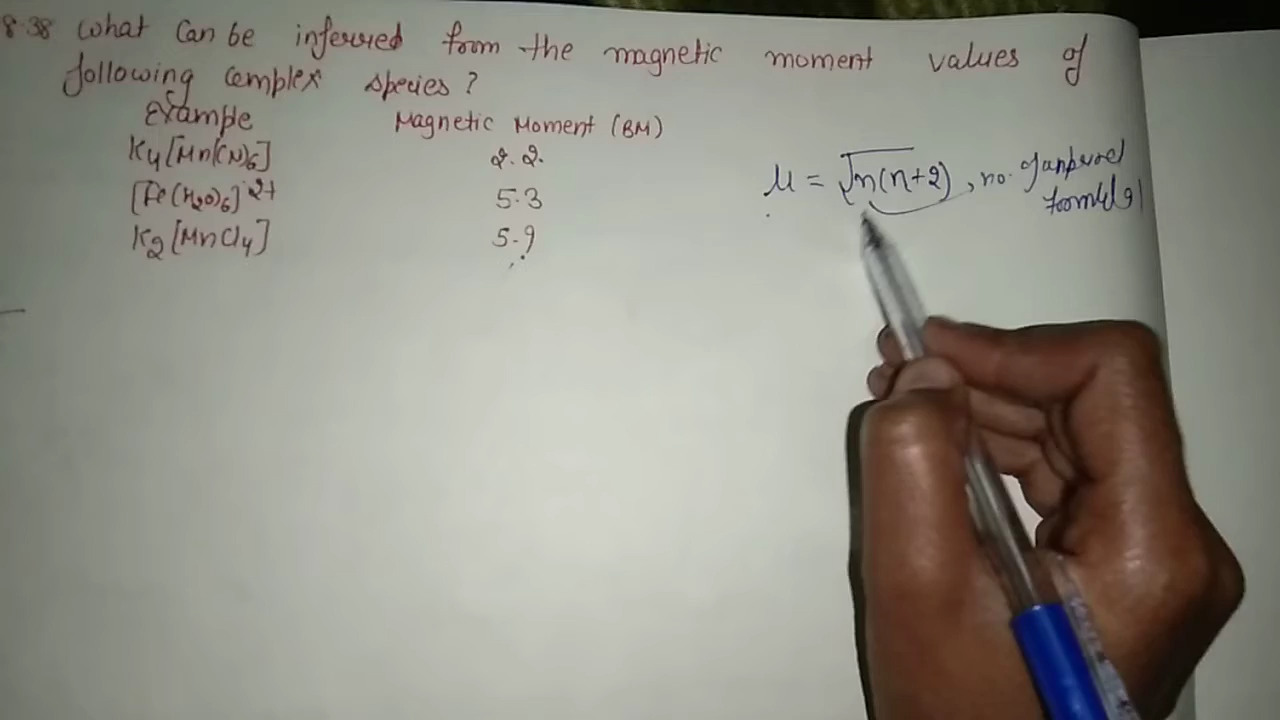 8.38 What can be inferred from the magnetic moment values of
following complex species?
Example Magnetic Moment (BM)
K4[Mn(CN)6] 2.2.
[Fe(H2O)6]2+ 5.3
K2[MnCl4] 5.9
μ = √n(n+2), no. of